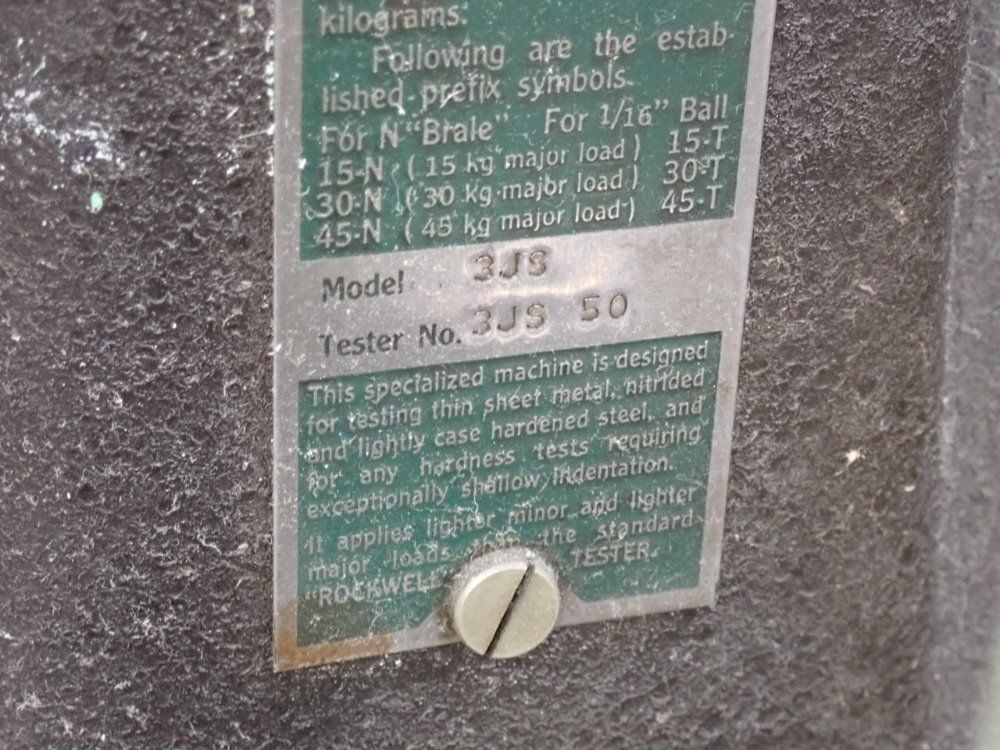 kilograms.
Following are the estab-
lished prefix symbols.
For N "Brale" For 1/16" Ball
15-N (15 kg major load) 15-T
30-N (30 Kg major load) 30-T
45-N (45 kg major load) 45-T
Model 3JS
Tester No. 3JS 50
This specialized machine is designed
for testing thin sheet metal, nitrided
and lightly case hardened steel, and
for any hardness tests requiring
exceptionally shallow indentation.
It applies lighter minor and lighter
major loads than the standard
"ROCKWELL" TESTER.